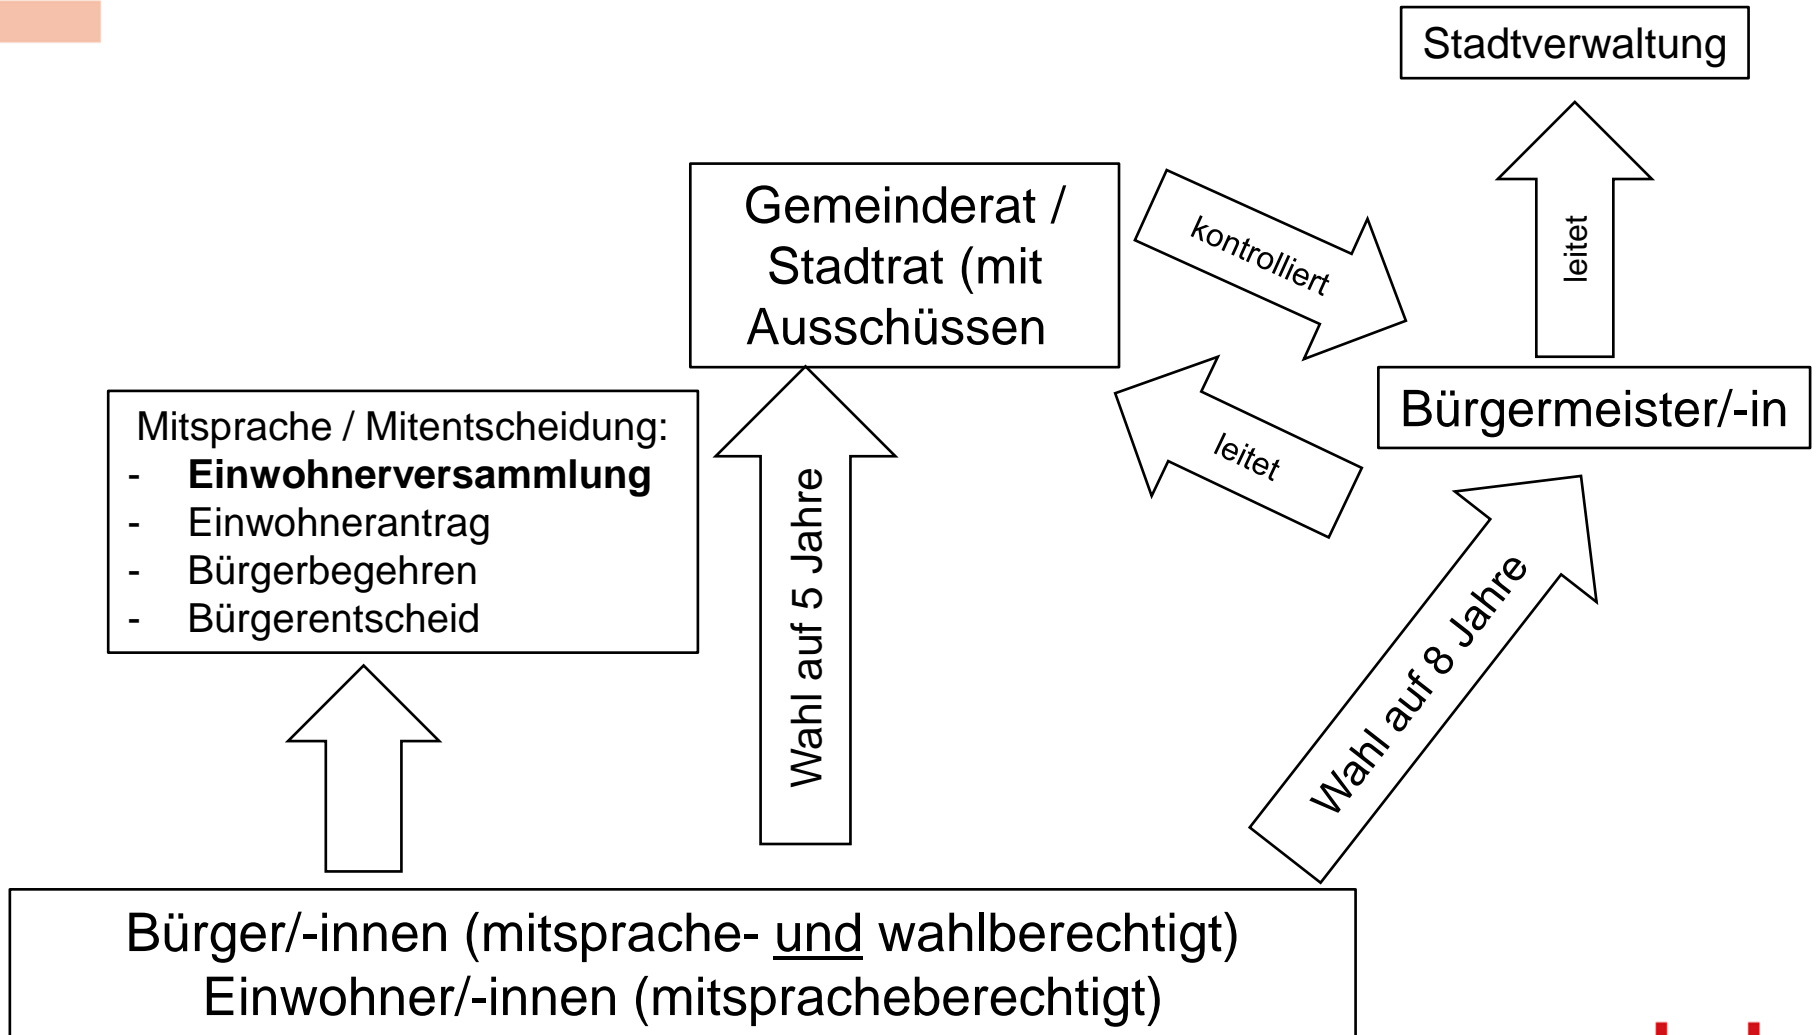 Stadtverwaltung
leitet
Gemeinderat /
Stadtrat (mit
Ausschüssen
kontrolliert
leitet
Bürgermeister/-in
Mitsprache / Mitentscheidung:
- Einwohnerversammlung
- Einwohnerantrag
- Bürgerbegehren
- Bürgerentscheid
Wahl auf 5 Jahre
Wahl auf 8 Jahre
Bürger/-innen (mitsprache- und wahlberechtigt)
Einwohner/-innen (mitspracheberechtigt)